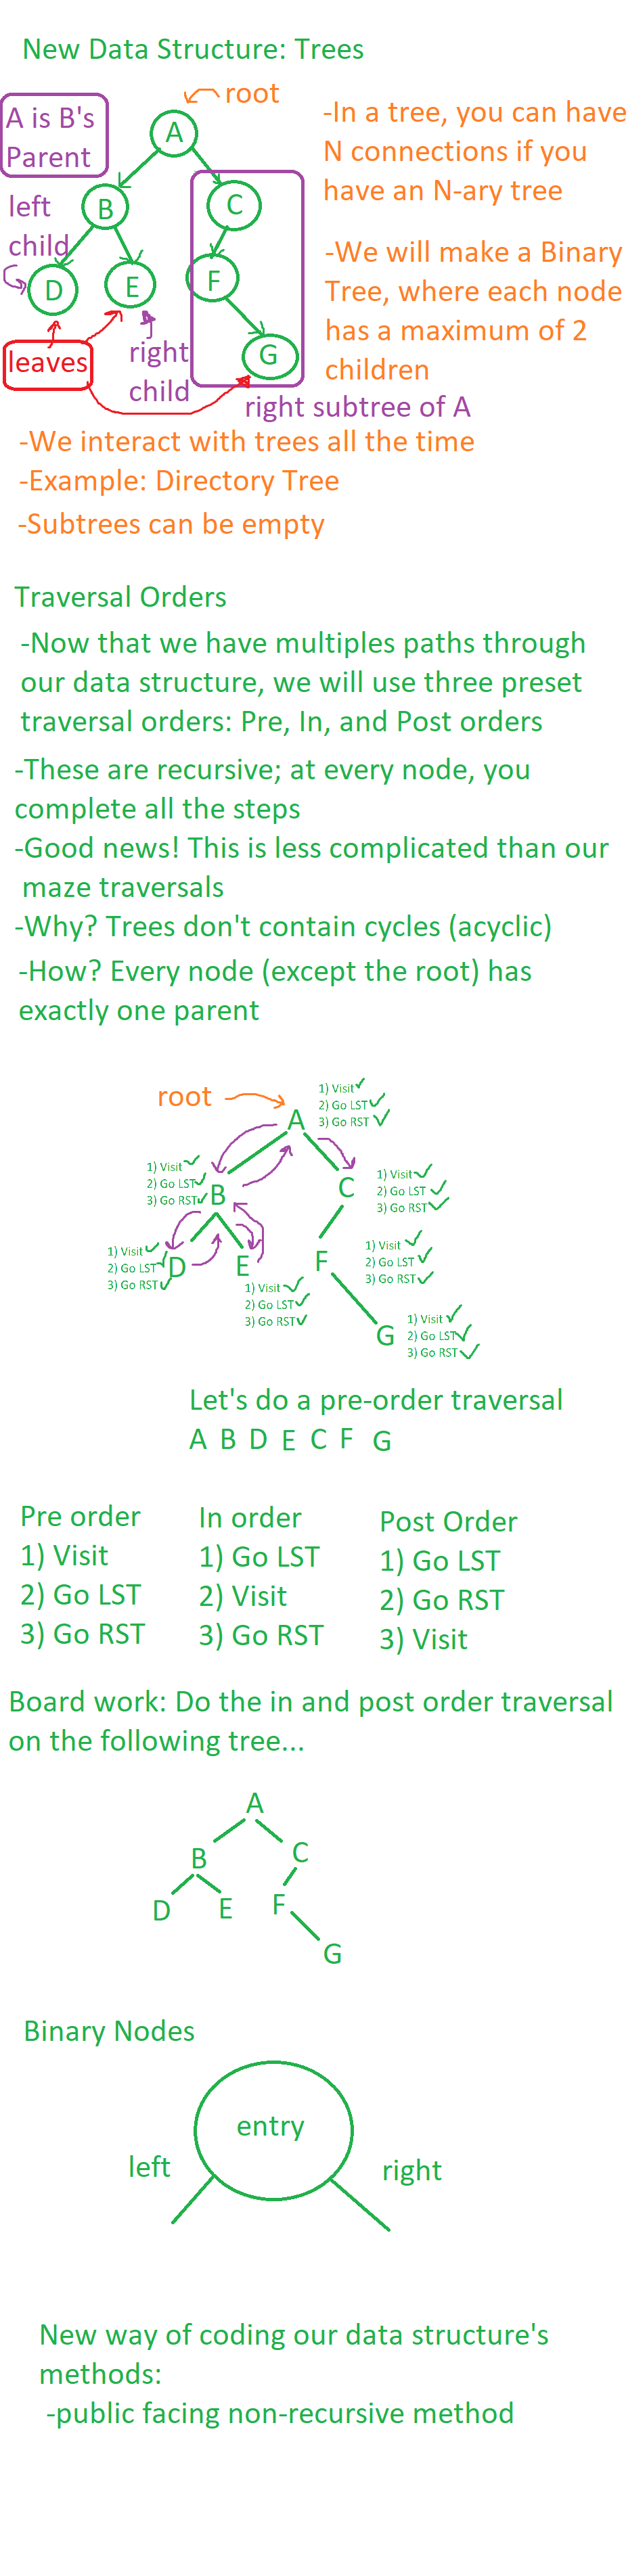 New Data Structure: Trees
root
A is B's
Parent
A
-In a tree, you can have
N connections if you
have an N-ary tree
left
child
B
C
-We will make a Binary
Tree, where each node
has a maximum of 2
children
D
E
F
G
leaves
right
child
right subtree of A
-We interact with trees all the time
-Example: Directory Tree
-Subtrees can be empty
Traversal Orders
-Now that we have multiples paths through
our data structure, we will use three preset
traversal orders: Pre, In, and Post orders
-These are recursive; at every node, you
complete all the steps
-Good news! This is less complicated than our
maze traversals
-Why? Trees don't contain cycles (acyclic)
-How? Every node (except the root) has
exactly one parent
root
A
1) Visit
2) Go LST
3) Go RST
1) Visit
2) Go LST
3) Go RST
B
C
1) Visit
2) Go LST
3) Go RST
1) Visit
2) Go LST
3) Go RST
D
E
1) Visit
2) Go LST
3) Go RST
F
1) Visit
2) Go LST
3) Go RST
G
1) Visit
2) Go LST
3) Go RST
Let's do a pre-order traversal
A B D E C F G
Pre order
1) Visit
2) Go LST
3) Go RST
In order
1) Go LST
2) Visit
3) Go RST
Post Order
1) Go LST
2) Go RST
3) Visit
Board work: Do the in and post order traversal
on the following tree...
A
B
C
D
E
F
G
Binary Nodes
entry
left
right
New way of coding our data structure's
methods:
-public facing non-recursive method